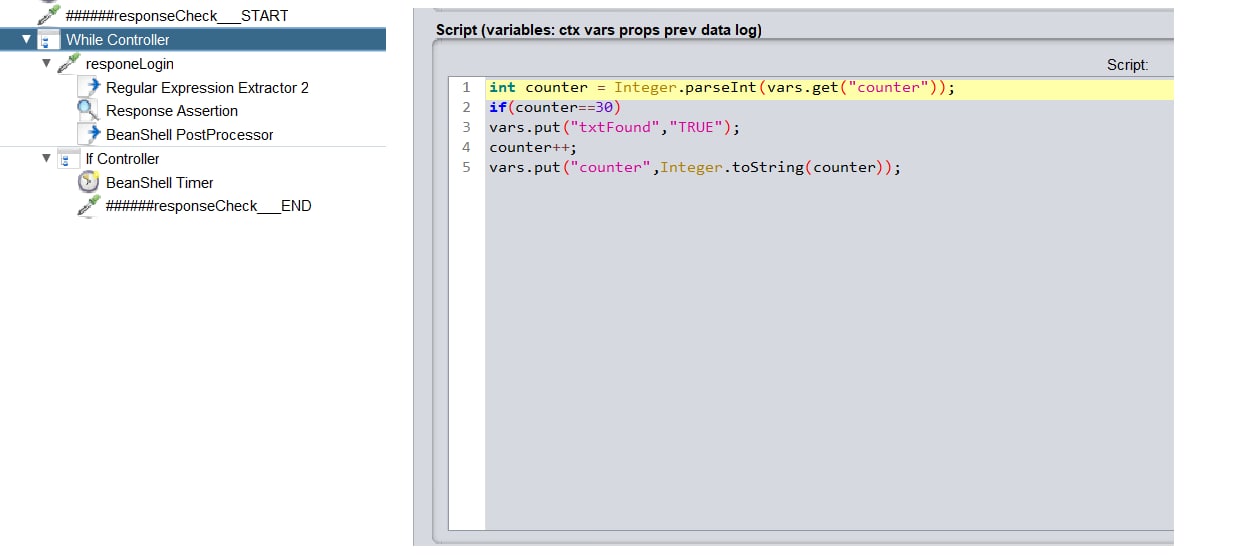 ######responseCheck___START
While Controller
responeLogin
Regular Expression Extractor 2
Response Assertion
BeanShell PostProcessor
If Controller
BeanShell Timer
######responseCheck___END
Script (variables: ctx vars props prev data log)
Script:
1 int counter = Integer.parseInt(vars.get("counter"));
2 if(counter==30)
3 vars.put("txtFound","TRUE");
4 counter++;
5 vars.put("counter",Integer.toString(counter));